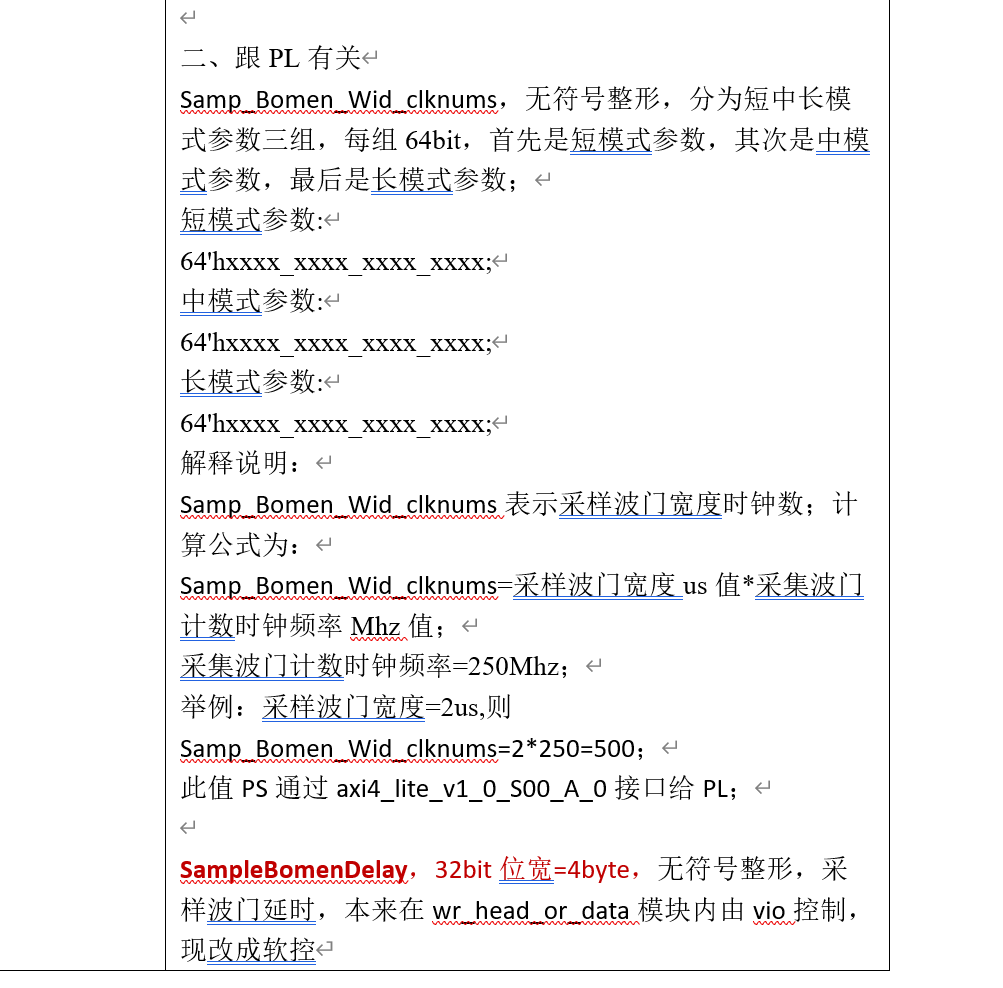 二、跟 PL 有关
Samp_Bomen_Wid_clknums，无符号整形，分为短中长模
式参数三组，每组 64bit，首先是短模式参数，其次是中模
式参数，最后是长模式参数；
短模式参数:
64'hxxxx_xxxx_xxxx_xxxx;
中模式参数:
64'hxxxx_xxxx_xxxx_xxxx;
长模式参数:
64'hxxxx_xxxx_xxxx_xxxx;
解释说明：
Samp_Bomen_Wid_clknums 表示采样波门宽度时钟数；计
算公式为：
Samp_Bomen_Wid_clknums=采样波门宽度 us 值*采集波门
计数时钟频率 Mhz 值；
采集波门计数时钟频率=250Mhz；
举例：采样波门宽度=2us,则
Samp_Bomen_Wid_clknums=2*250=500；
此值 PS 通过 axi4_lite_v1_0_S00_A_0 接口给 PL；
SampleBomenDelay，32bit 位宽=4byte，无符号整形，采
样波门延时，本来在 wr_head_or_data 模块内由 vio 控制，
现改成软控